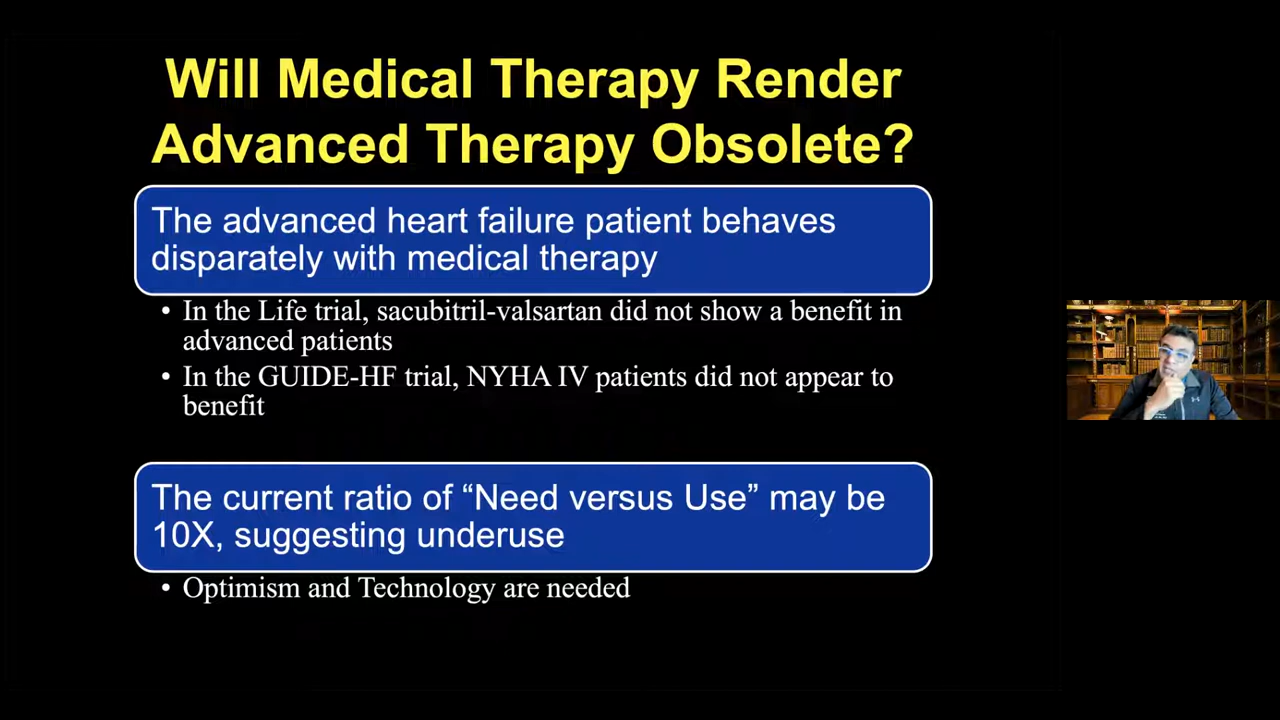 Will Medical Therapy Render
Advanced Therapy Obsolete?
The advanced heart failure patient behaves
disparately with medical therapy
• In the Life trial, sacubitril-valsartan did not show a benefit in
advanced patients
• In the GUIDE-HF trial, NYHA IV patients did not appear to
benefit
The current ratio of “Need versus Use” may be
10X, suggesting underuse
• Optimism and Technology are needed